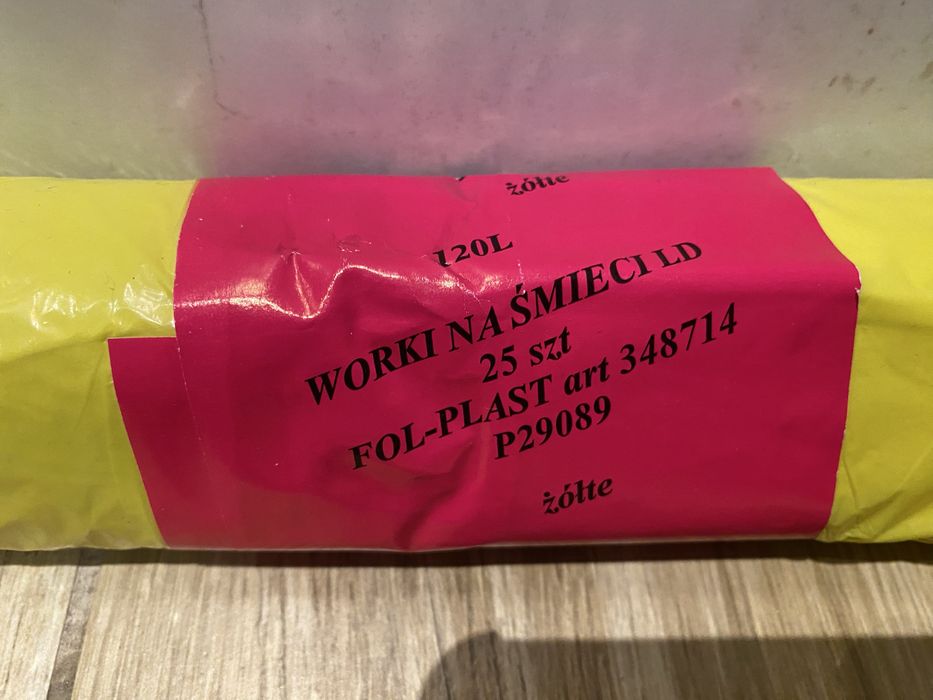 żółte
120L
WORKI NA ŚMIECI LD
25 szt
FOL-PLAST art 348714
P29089
żółte